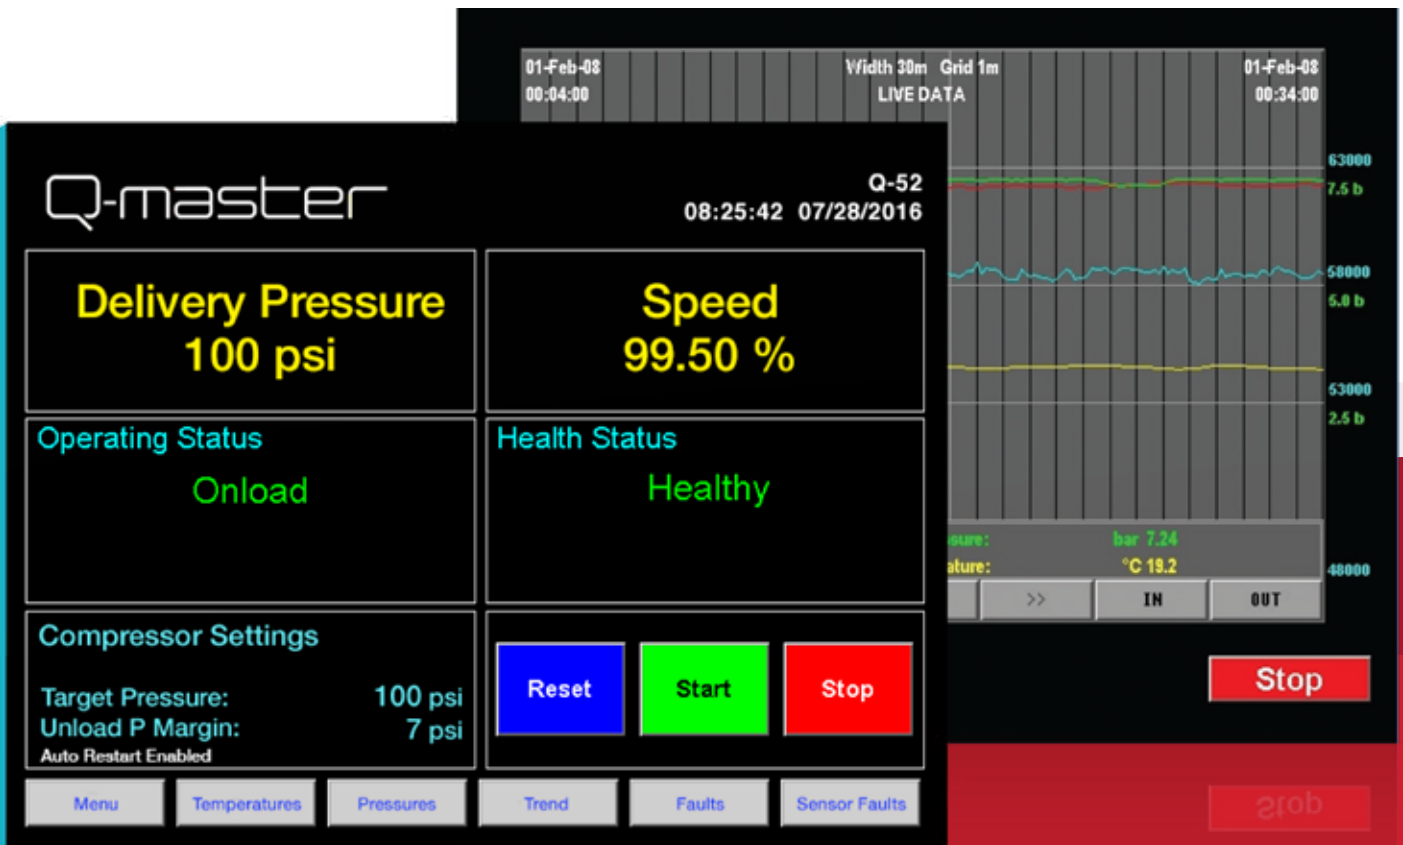 01-Feb-08 Width 30m Grid 1m 01-Feb-08
00:04:00 LIVE DATA 00:34:00
63000
7.5 b
58000
5.0 b
53000
2.5 b
bar 7.24
°C 19.2
48000
>> IN OUT
Stop
Q-master
Q-52
08:25:42 07/28/2016
Delivery Pressure
100 psi
Speed
99.50 %
Operating Status
Onload
Health Status
Healthy
Compressor Settings
Target Pressure: 100 psi
Unload P Margin: 7 psi
Auto Restart Enabled
Reset Start Stop
Menu Temperatures Pressures Trend Faults Sensor Faults